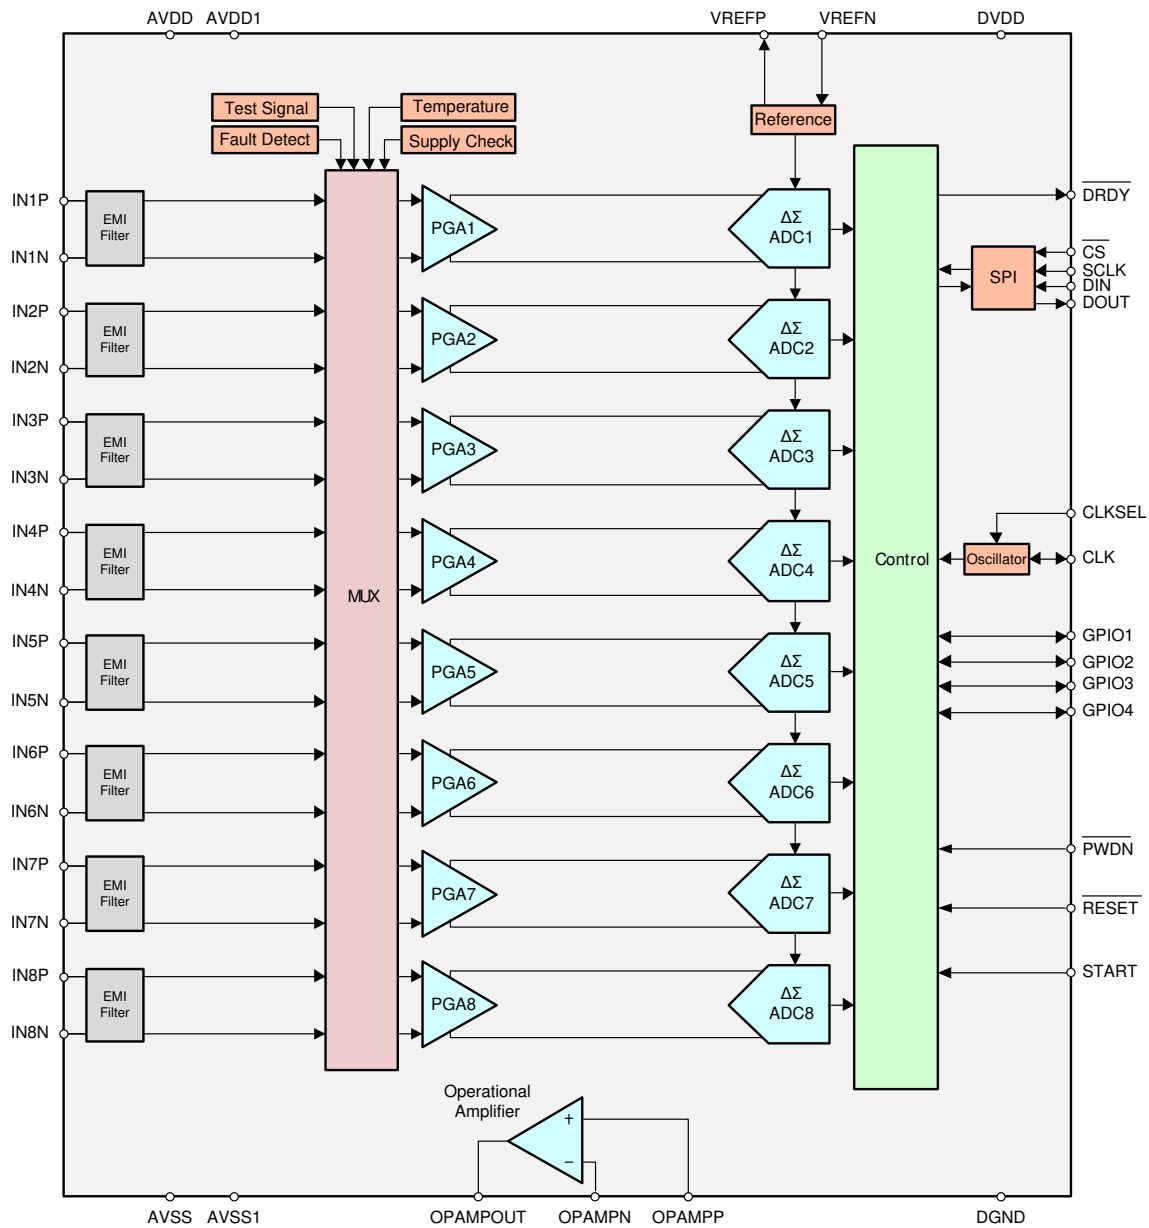 AVDD AVDD1 VREFP VREFN DVDD
Test Signal
Temperature
Fault Detect
Supply Check
Reference
IN1P
EMI
Filter
IN1N
PGA1
ΔΣ
ADC1
DRDY
CS
SCLK
DIN
DOUT
SPI
IN2P
EMI
Filter
IN2N
PGA2
ΔΣ
ADC2
IN3P
EMI
Filter
IN3N
PGA3
ΔΣ
ADC3
IN4P
EMI
Filter
IN4N
PGA4
ΔΣ
ADC4
MUX
Control
CLKSEL
Oscillator
CLK
IN5P
EMI
Filter
IN5N
PGA5
ΔΣ
ADC5
GPIO1
GPIO2
GPIO3
GPIO4
IN6P
EMI
Filter
IN6N
PGA6
ΔΣ
ADC6
IN7P
EMI
Filter
IN7N
PGA7
ΔΣ
ADC7
PWDN
RESET
IN8P
EMI
Filter
IN8N
PGA8
ΔΣ
ADC8
START
Operational
Amplifier
+
−
AVSS AVSS1 OPAMPOUT OPAMPN OPAMPP DGND